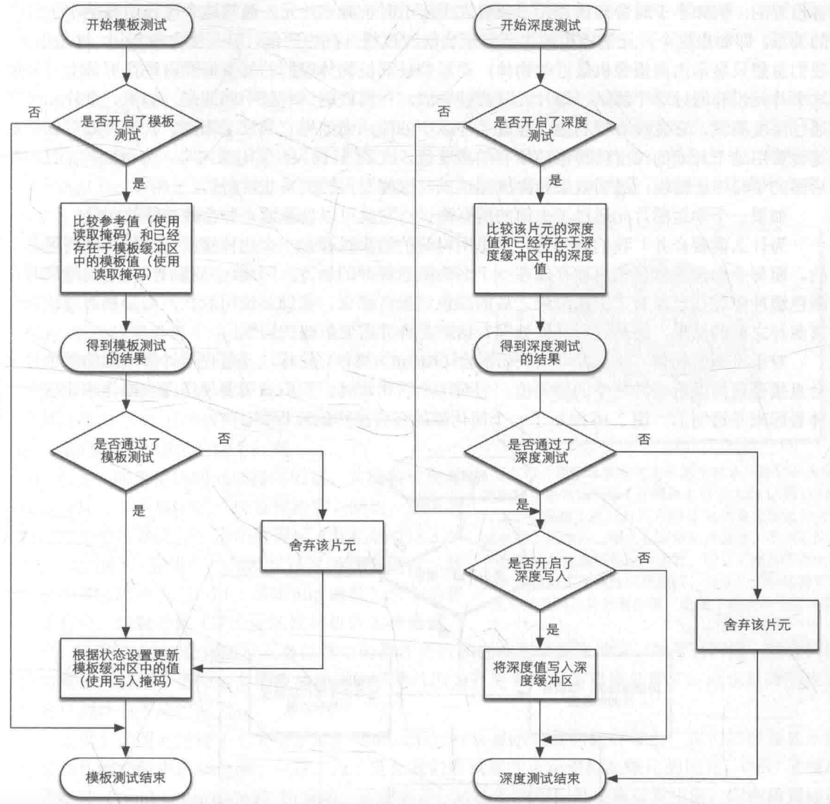 开始模板测试
否
是否开启了模板
测试
是
比较参考值（使用
读取掩码）和已经
存在于模板缓冲区
中的模板值（使用
读取掩码）
得到模板测试
的结果
是否通过了
模板测试
否
是
舍弃该片元
根据状态设置更新
模板缓冲区中的值
（使用写入掩码）
模板测试结束
开始深度测试
否
是否开启了深度
测试
是
比较该片元的深度
值和已经存在于深
度缓冲区中的深度
值
得到深度测试
的结果
是否通过了
深度测试
否
是
是否开启了
深度写入
否
是
舍弃该片元
将深度值写入深
度缓冲区
深度测试结束